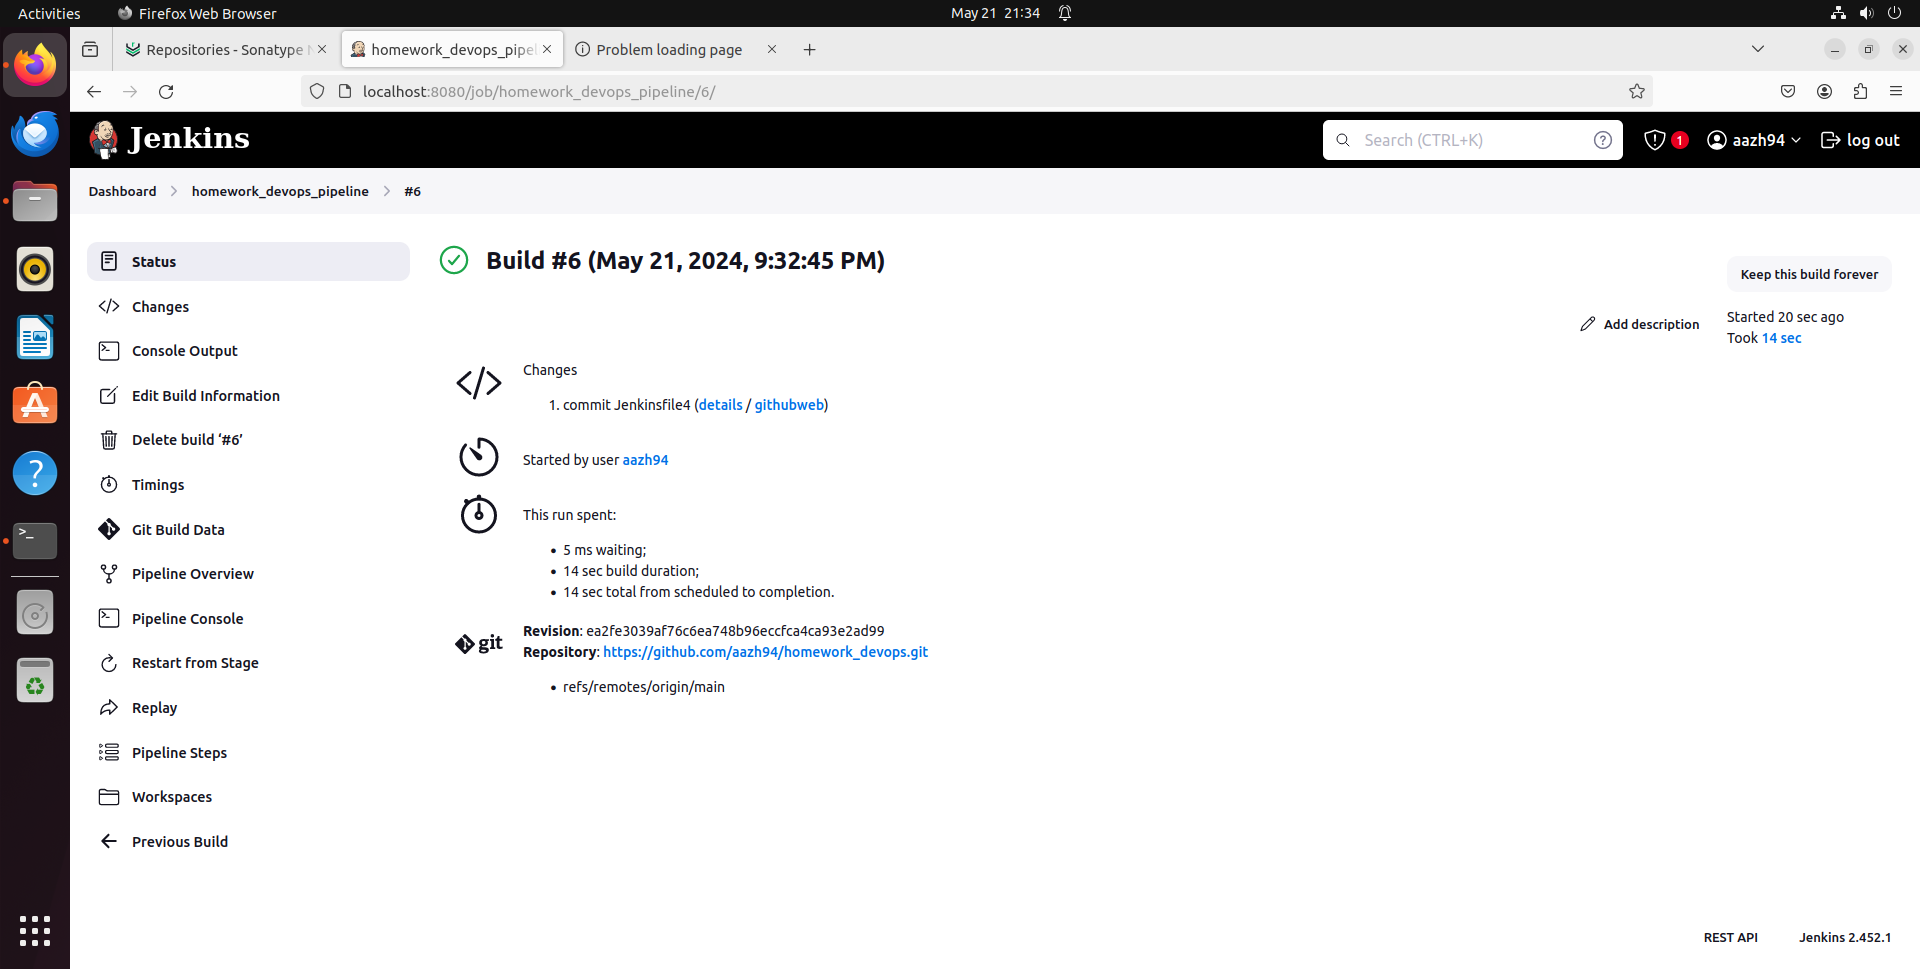 Activities
Firefox Web Browser
May 21 21:34
Repositories - Sonatype
homework_devops_pipel
Problem loading page
localhost:8080/job/homework_devops_pipeline/6/
Jenkins
Search (CTRL+K)
1
aazh94
log out
Dashboard
homework_devops_pipeline
#6
Status
Changes
Console Output
Edit Build Information
Delete build ‘#6’
Timings
Git Build Data
Pipeline Overview
Pipeline Console
Restart from Stage
Replay
Pipeline Steps
Workspaces
Previous Build
Build #6 (May 21, 2024, 9:32:45 PM)
Keep this build forever
Add description
Started 20 sec ago
Took 14 sec
Changes
1. commit Jenkinsfile4 (details / githubweb)
Started by user aazh94
This run spent:
• 5 ms waiting;
• 14 sec build duration;
• 14 sec total from scheduled to completion.
git
Revision: ea2fe3039af76c6ea748b96eccfca4ca93e2ad99
Repository: https://github.com/aazh94/homework_devops.git
• refs/remotes/origin/main
REST API
Jenkins 2.452.1